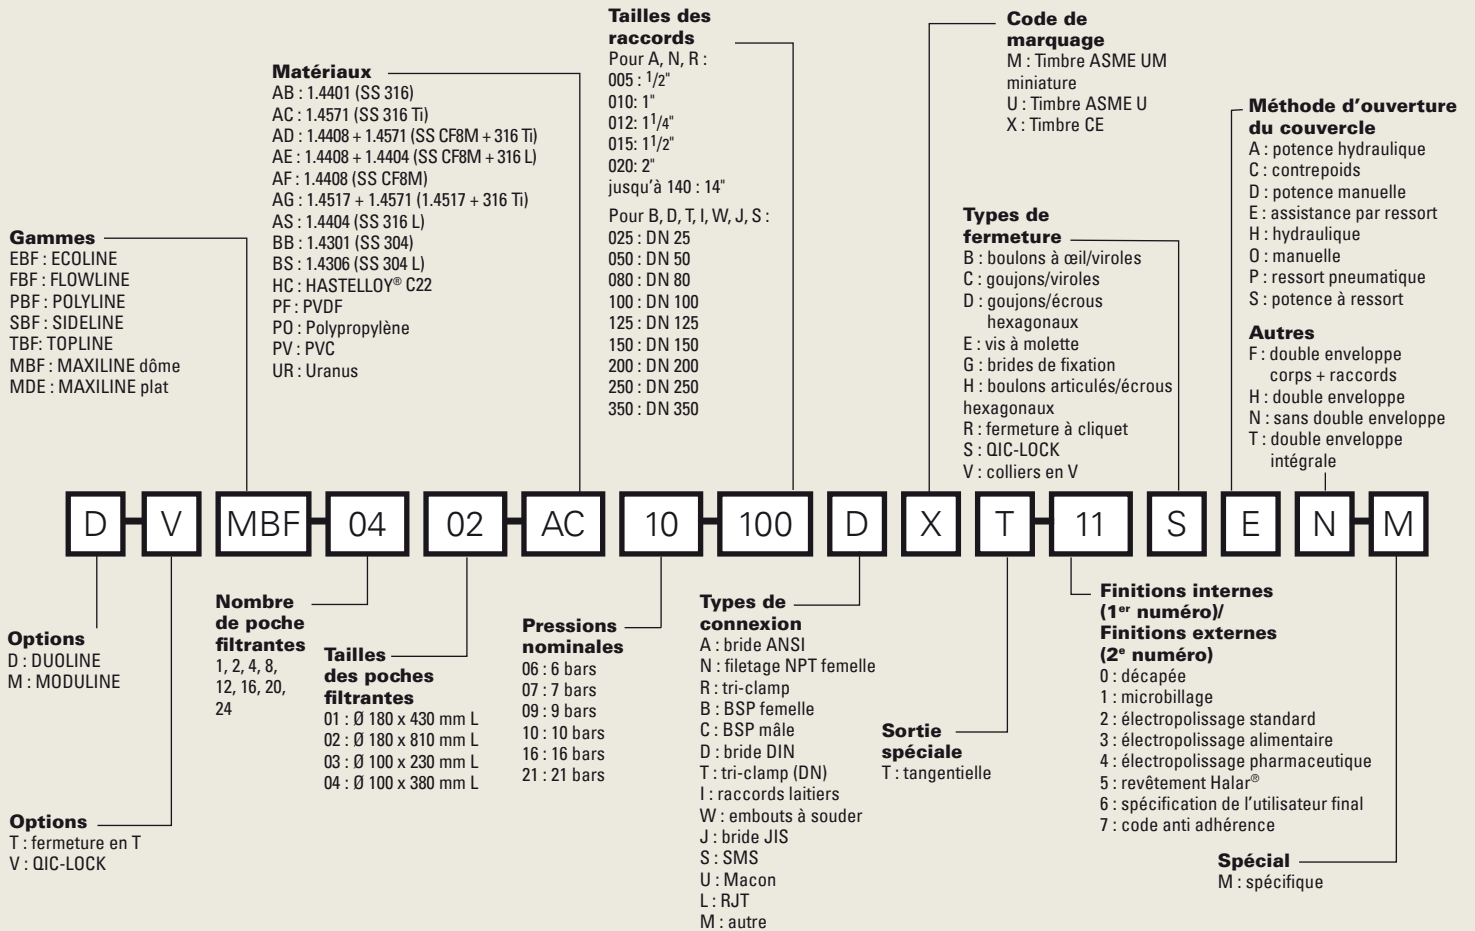 Gammes
EBF : ECOLINE
FBF : FLOWLINE
PBF : POLYLINE
SBF : SIDELINE
TBF: TOPLINE
MBF : MAXILINE dôme
MDE : MAXILINE plat
Matériaux
AB : 1.4401 (SS 316)
AC : 1.4571 (SS 316 Ti)
AD : 1.4408 + 1.4571 (SS CF8M + 316 Ti)
AE : 1.4408 + 1.4404 (SS CF8M + 316 L)
AF : 1.4408 (SS CF8M)
AG : 1.4517 + 1.4571 (1.4517 + 316 Ti)
AS : 1.4404 (SS 316 L)
BB : 1.4301 (SS 304)
BS : 1.4306 (SS 304 L)
HC : HASTELLOY® C22
PF : PVDF
PO : Polypropylène
PV : PVC
UR : Uranus
Tailles des
raccords
Pour A, N, R :
005 : 1/2"
010: 1"
012: 1 1/4"
015: 1 1/2"
020: 2"
jusqu'à 140 : 14"
Pour B, D, T, I, W, J, S :
025 : DN 25
050 : DN 50
080 : DN 80
100 : DN 100
125 : DN 125
150 : DN 150
200 : DN 200
250 : DN 250
350 : DN 350
Code de
marquage
M : Timbre ASME UM
miniature
U : Timbre ASME U
X : Timbre CE
Types de
fermeture
B : boulons à œil/viroles
C : goujons/viroles
D : goujons/écrous
hexagonaux
E : vis à molette
G : brides de fixation
H : boulons articulés/écrous
hexagonaux
R : fermeture à cliquet
S : QIC-LOCK
V : colliers en V
Méthode d'ouverture
du couvercle
A : potence hydraulique
C : contrepoids
D : potence manuelle
E : assistance par ressort
H : hydraulique
O : manuelle
P : ressort pneumatique
S : potence à ressort
Autres
F : double enveloppe
corps + raccords
H : double enveloppe
N : sans double enveloppe
T : double enveloppe
intégrale
D - V MBF - 04 02 - AC 10 - 100 D X T - 11 S E N - M
Options
D : DUOLINE
M : MODULINE
Options
T : fermeture en T
V : QIC-LOCK
Nombre
de poche
filtrantes
1, 2, 4, 8,
12, 16, 20,
24
Tailles
des poches
filtrantes
01 : Ø 180 x 430 mm L
02 : Ø 180 x 810 mm L
03 : Ø 100 x 230 mm L
04 : Ø 100 x 380 mm L
Pressions
nominales
06 : 6 bars
07 : 7 bars
09 : 9 bars
10 : 10 bars
16 : 16 bars
21 : 21 bars
Types de
connexion
A : bride ANSI
N : filetage NPT femelle
R : tri-clamp
B : BSP femelle
C : BSP mâle
D : bride DIN
T : tri-clamp (DN)
I : raccords laitiers
W : embouts à souder
J : bride JIS
S : SMS
U : Macon
L : RJT
M : autre
Sortie
spéciale
T : tangentielle
Finitions internes
(1er numéro)/
Finitions externes
(2e numéro)
0 : décapée
1 : microbillage
2 : électropolissage standard
3 : électropolissage alimentaire
4 : électropolissage pharmaceutique
5 : revêtement Halar®
6 : spécification de l'utilisateur final
7 : code anti adhérence
Spécial
M : spécifique